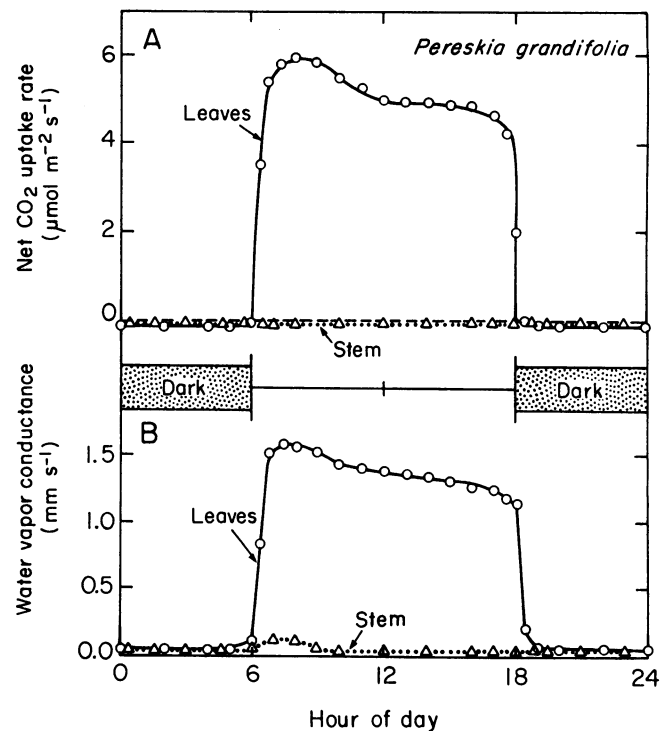 A
Pereskia grandifolia
Net CO2 uptake rate
(μmol m−2 s−1)
6
4
2
0
Leaves
Stem
Dark
Dark
B
Water vapor conductance
(mm s−1)
1.5
1.0
0.5
0.0
Leaves
Stem
0
6
12
18
24
Hour of day